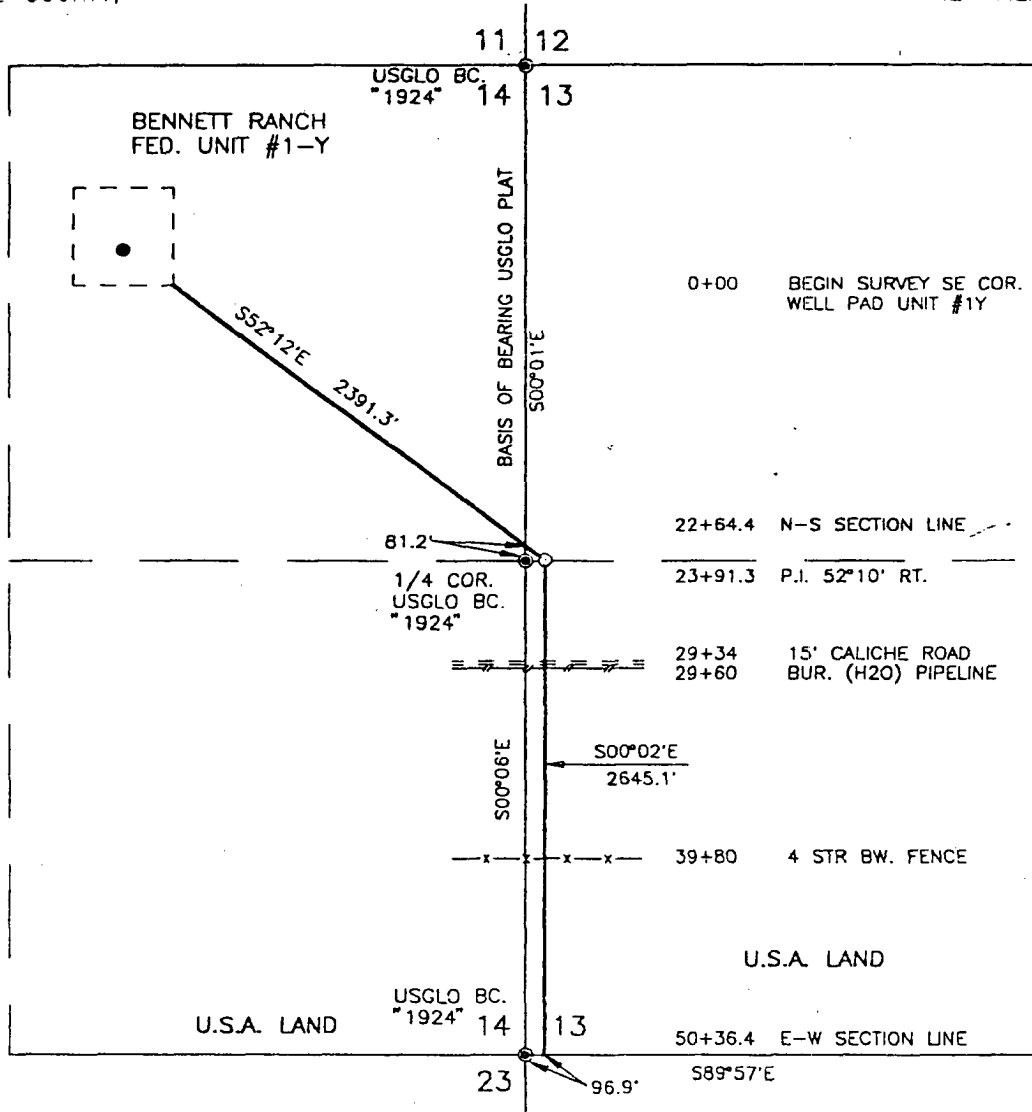 11 12
USGLO BC.
"1924"
14 13
BENNETT RANCH
FED. UNIT #1-Y
BASIS OF BEARING USGLO PLAT
S00°01'E
0+00 BEGIN SURVEY SE COR.
WELL PAD UNIT #1Y
S52°12'E 2391.3'
22+64.4 N-S SECTION LINE
81.2'
1/4 COR.
USGLO BC.
"1924"
23+91.3 P.I. 52°10' RT.
29+34 15' CALICHE ROAD
29+60 BUR. (H2O) PIPELINE
S00°06'E
S00°02'E
2645.1'
39+80 4 STR BW. FENCE
U.S.A. LAND
USGLO BC.
"1924"
14 13
U.S.A. LAND
50+36.4 E-W SECTION LINE
S89°57'E
23
96.9'